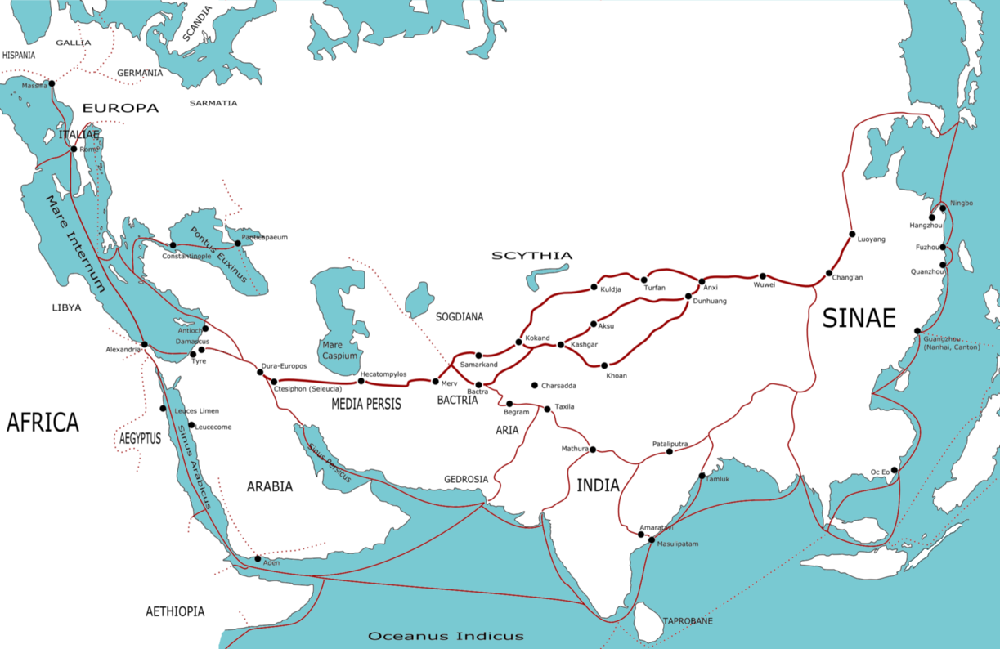 SCANDIA
GALLIA
HISPANIA
GERMANIA
Massilia
SARMATIA
EUROPA
ITALIAE
Rome
Mare Internum
Pontus Euxinus
Panticapaeum
Constantinople
LIBYA
Antioch
Damascus
Alexandria
Tyre
Dura-Europos
Ctesiphon (Seleucia)
Hecatompylos
Mare
Caspium
MEDIA PERSIS
Merv
SOGDIANA
SCYTHIA
Samarkand
Kokand
Bactra
BACTRIA
Kashgar
Aksu
Kuldja
Turfan
Anxi
Dunhuang
Khoan
Wuwei
Chang'an
Luoyang
Ningbo
Hangzhou
Fuzhou
Quanzhou
SINAE
Guangzhou
(Nanhai, Canton)
Charsadda
Begram
Taxila
ARIA
Mathura
Pataliputra
INDIA
Tamluk
Oc Eo
GEDROSIA
AFRICA
Leuces Limen
Leucecome
AEGYPTUS
Sinus Arabicus
Sinus Persicus
ARABIA
Amaratavi
Masulipatam
Aden
AETHIOPIA
TAPROBANE
Oceanus Indicus